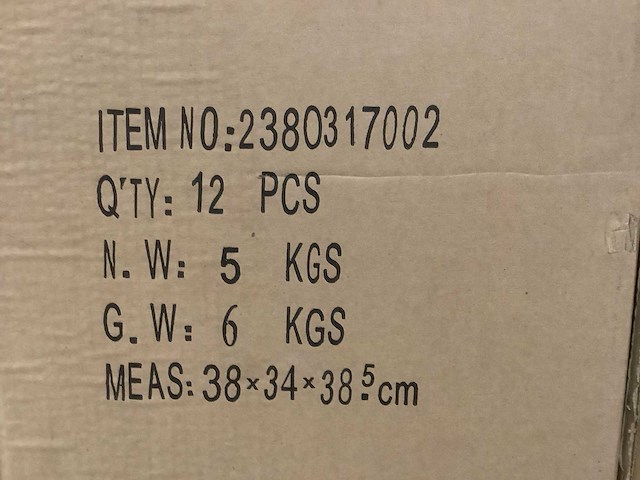 ITEM NO:2380317002
Q'TY: 12 PCS
N. W: 5 KGS
G. W: 6 KGS
MEAS: 38×34×38.5cm